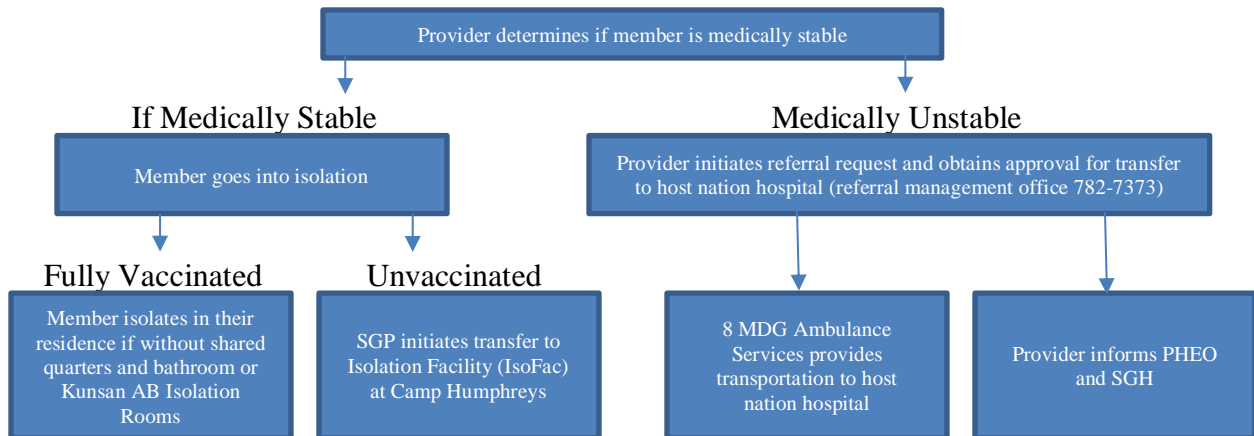 Provider determines if member is medically stable
If Medically Stable
Medically Unstable
Member goes into isolation
Provider initiates referral request and obtains approval for transfer
to host nation hospital (referral management office 782-7373)
Fully Vaccinated
Unvaccinated
Member isolates in their
residence if without shared
quarters and bathroom or
Kunsan AB Isolation
Rooms
SGP initiates transfer to
Isolation Facility (IsoFac)
at Camp Humphreys
8 MDG Ambulance
Services provides
transportation to host
nation hospital
Provider informs PHEO
and SGH